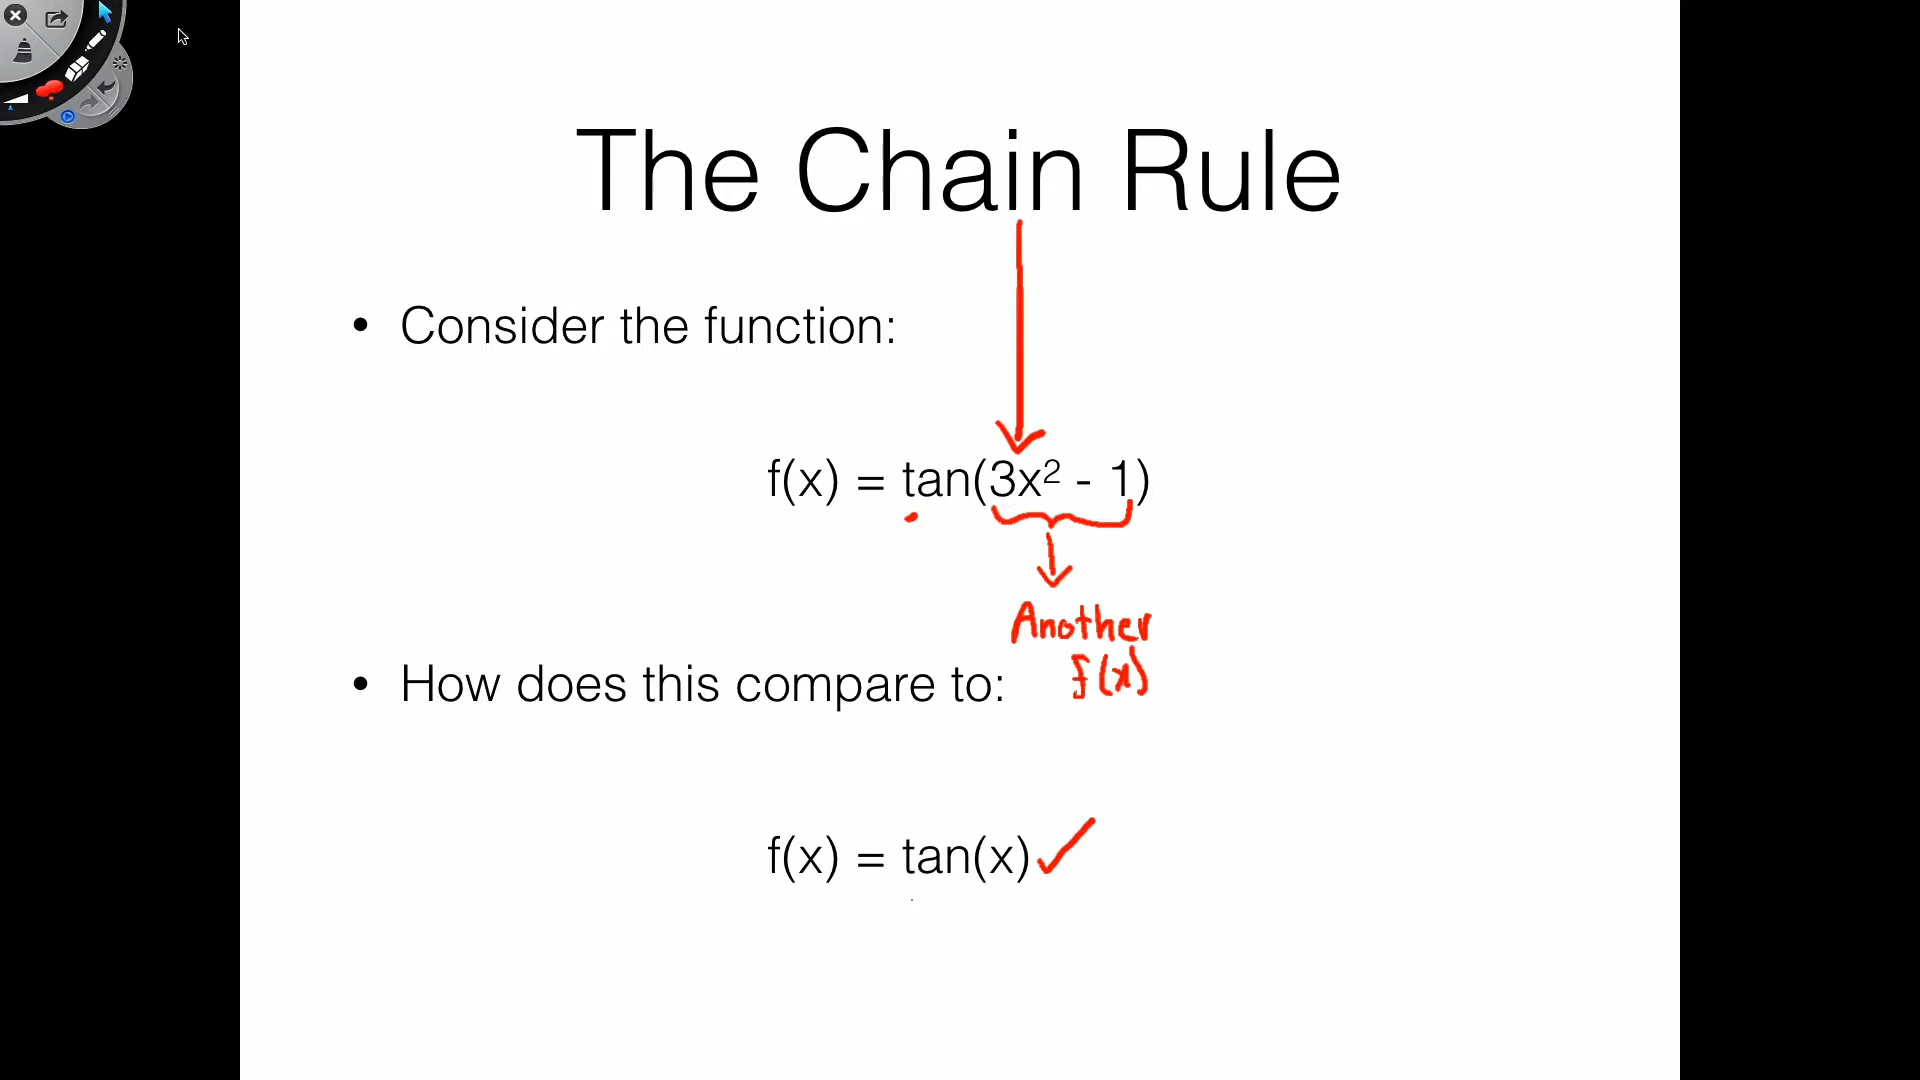 The Chain Rule
• Consider the function:
f(x) = tan(3x² - 1)
Another
f(x)
• How does this compare to:
f(x) = tan(x)✓